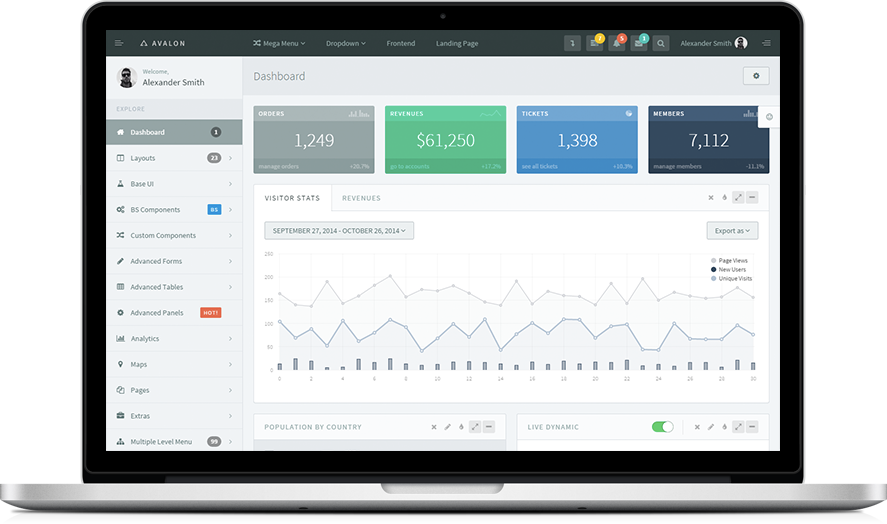 AVALON
Mega Menu
Dropdown
Frontend
Landing Page
7
5
1
Alexander Smith
Welcome,
Alexander Smith
EXPLORE
Dashboard 1
Layouts 23
Base UI
BS Components
Custom Components
Advanced Forms
Advanced Tables
Advanced Panels HOT!
Analytics
Maps
Pages
Extras
Multiple Level Menu 99
Dashboard
ORDERS
1,249
manage orders +20.7%
REVENUES
$61,250
go to accounts +17.2%
TICKETS
1,398
see all tickets +10.3%
MEMBERS
7,112
manage members -11.1%
VISITOR STATS
REVENUES
SEPTEMBER 27, 2014 - OCTOBER 26, 2014
Export as
Page Views
New Users
Unique Visits
250
200
150
100
50
0
0 2 4 6 8 10 12 14 16 18 20 22 24 26 28 30
POPULATION BY COUNTRY
LIVE DYNAMIC